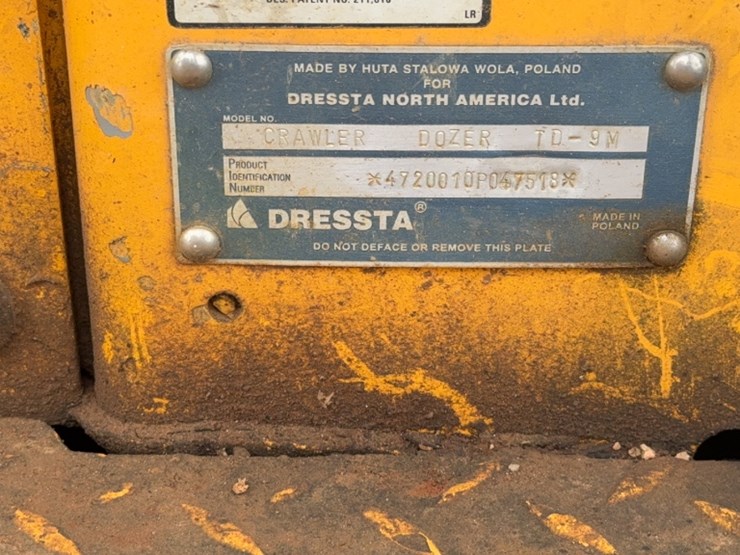 LR
MADE BY HUTA STALOWA WOLA, POLAND
FOR
DRESSTA NORTH AMERICA Ltd.
MODEL NO.
CRAWLER DOZER TD-9M
PRODUCT
IDENTIFICATION
NUMBER
*4720010P047518*
DRESSTA®
MADE IN
POLAND
DO NOT DEFACE OR REMOVE THIS PLATE